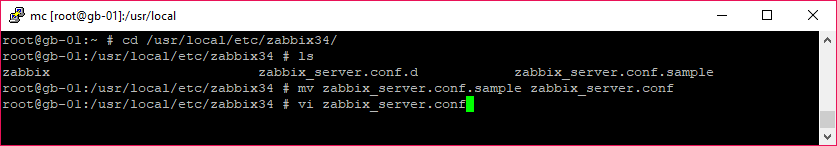 mc [root@gb-01]:/usr/local
root@gb-01:~ # cd /usr/local/etc/zabbix34/
root@gb-01:/usr/local/etc/zabbix34 # ls
zabbix                          zabbix_server.conf.d            zabbix_server.conf.sample
root@gb-01:/usr/local/etc/zabbix34 # mv zabbix_server.conf.sample zabbix_server.conf
root@gb-01:/usr/local/etc/zabbix34 # vi zabbix_server.conf